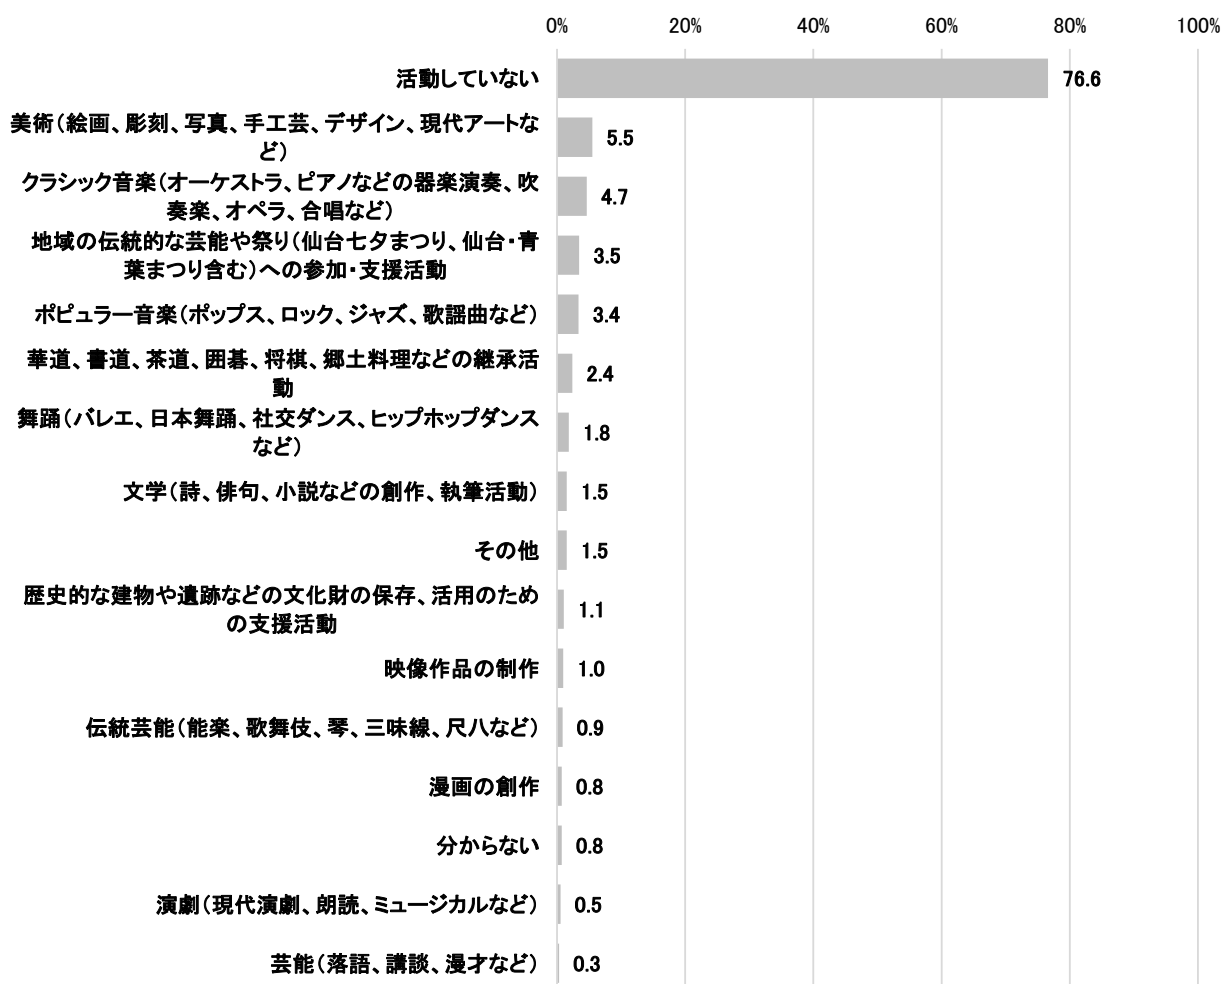 0% 20% 40% 60% 80% 100%
活動していない 76.6
美術（絵画、彫刻、写真、手工芸、デザイン、現代アートな
ど） 5.5
クラシック音楽（オーケストラ、ピアノなどの器楽演奏、吹
奏楽、オペラ、合唱など） 4.7
地域の伝統的な芸能や祭り（仙台七夕まつり、仙台・青
葉まつり含む）への参加・支援活動 3.5
ポピュラー音楽（ポップス、ロック、ジャズ、歌謡曲など） 3.4
華道、書道、茶道、囲碁、将棋、郷土料理などの継承活
動 2.4
舞踊（バレエ、日本舞踊、社交ダンス、ヒップホップダンス
など） 1.8
文学（詩、俳句、小説などの創作、執筆活動） 1.5
その他 1.5
歴史的な建物や遺跡などの文化財の保存、活用のため
の支援活動 1.1
映像作品の制作 1.0
伝統芸能（能楽、歌舞伎、琴、三味線、尺八など） 0.9
漫画の創作 0.8
分からない 0.8
演劇（現代演劇、朗読、ミュージカルなど） 0.5
芸能（落語、講談、漫才など） 0.3